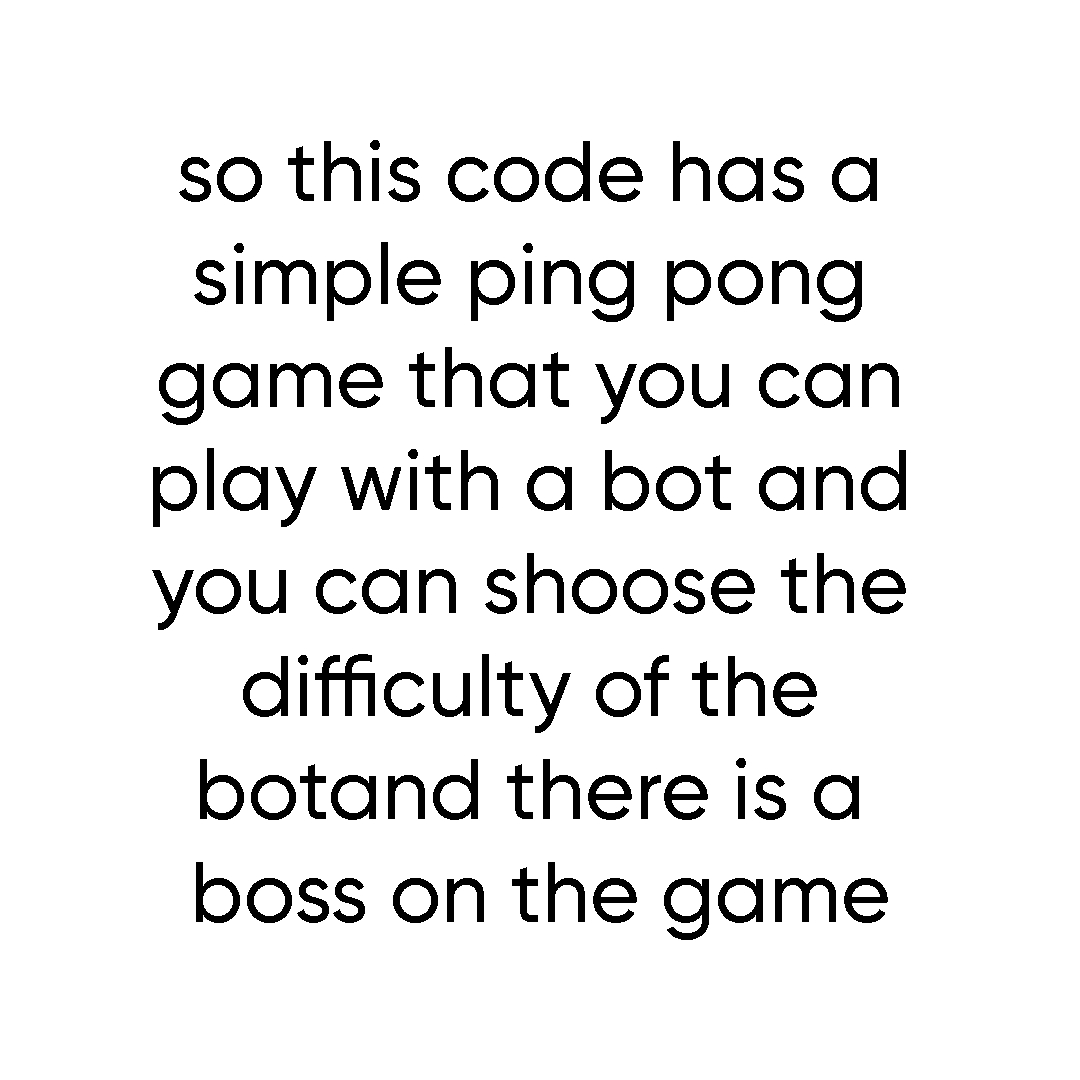 so this code has a
simple ping pong
game that you can
play with a bot and
you can shoose the
difficulty of the
botand there is a
boss on the game